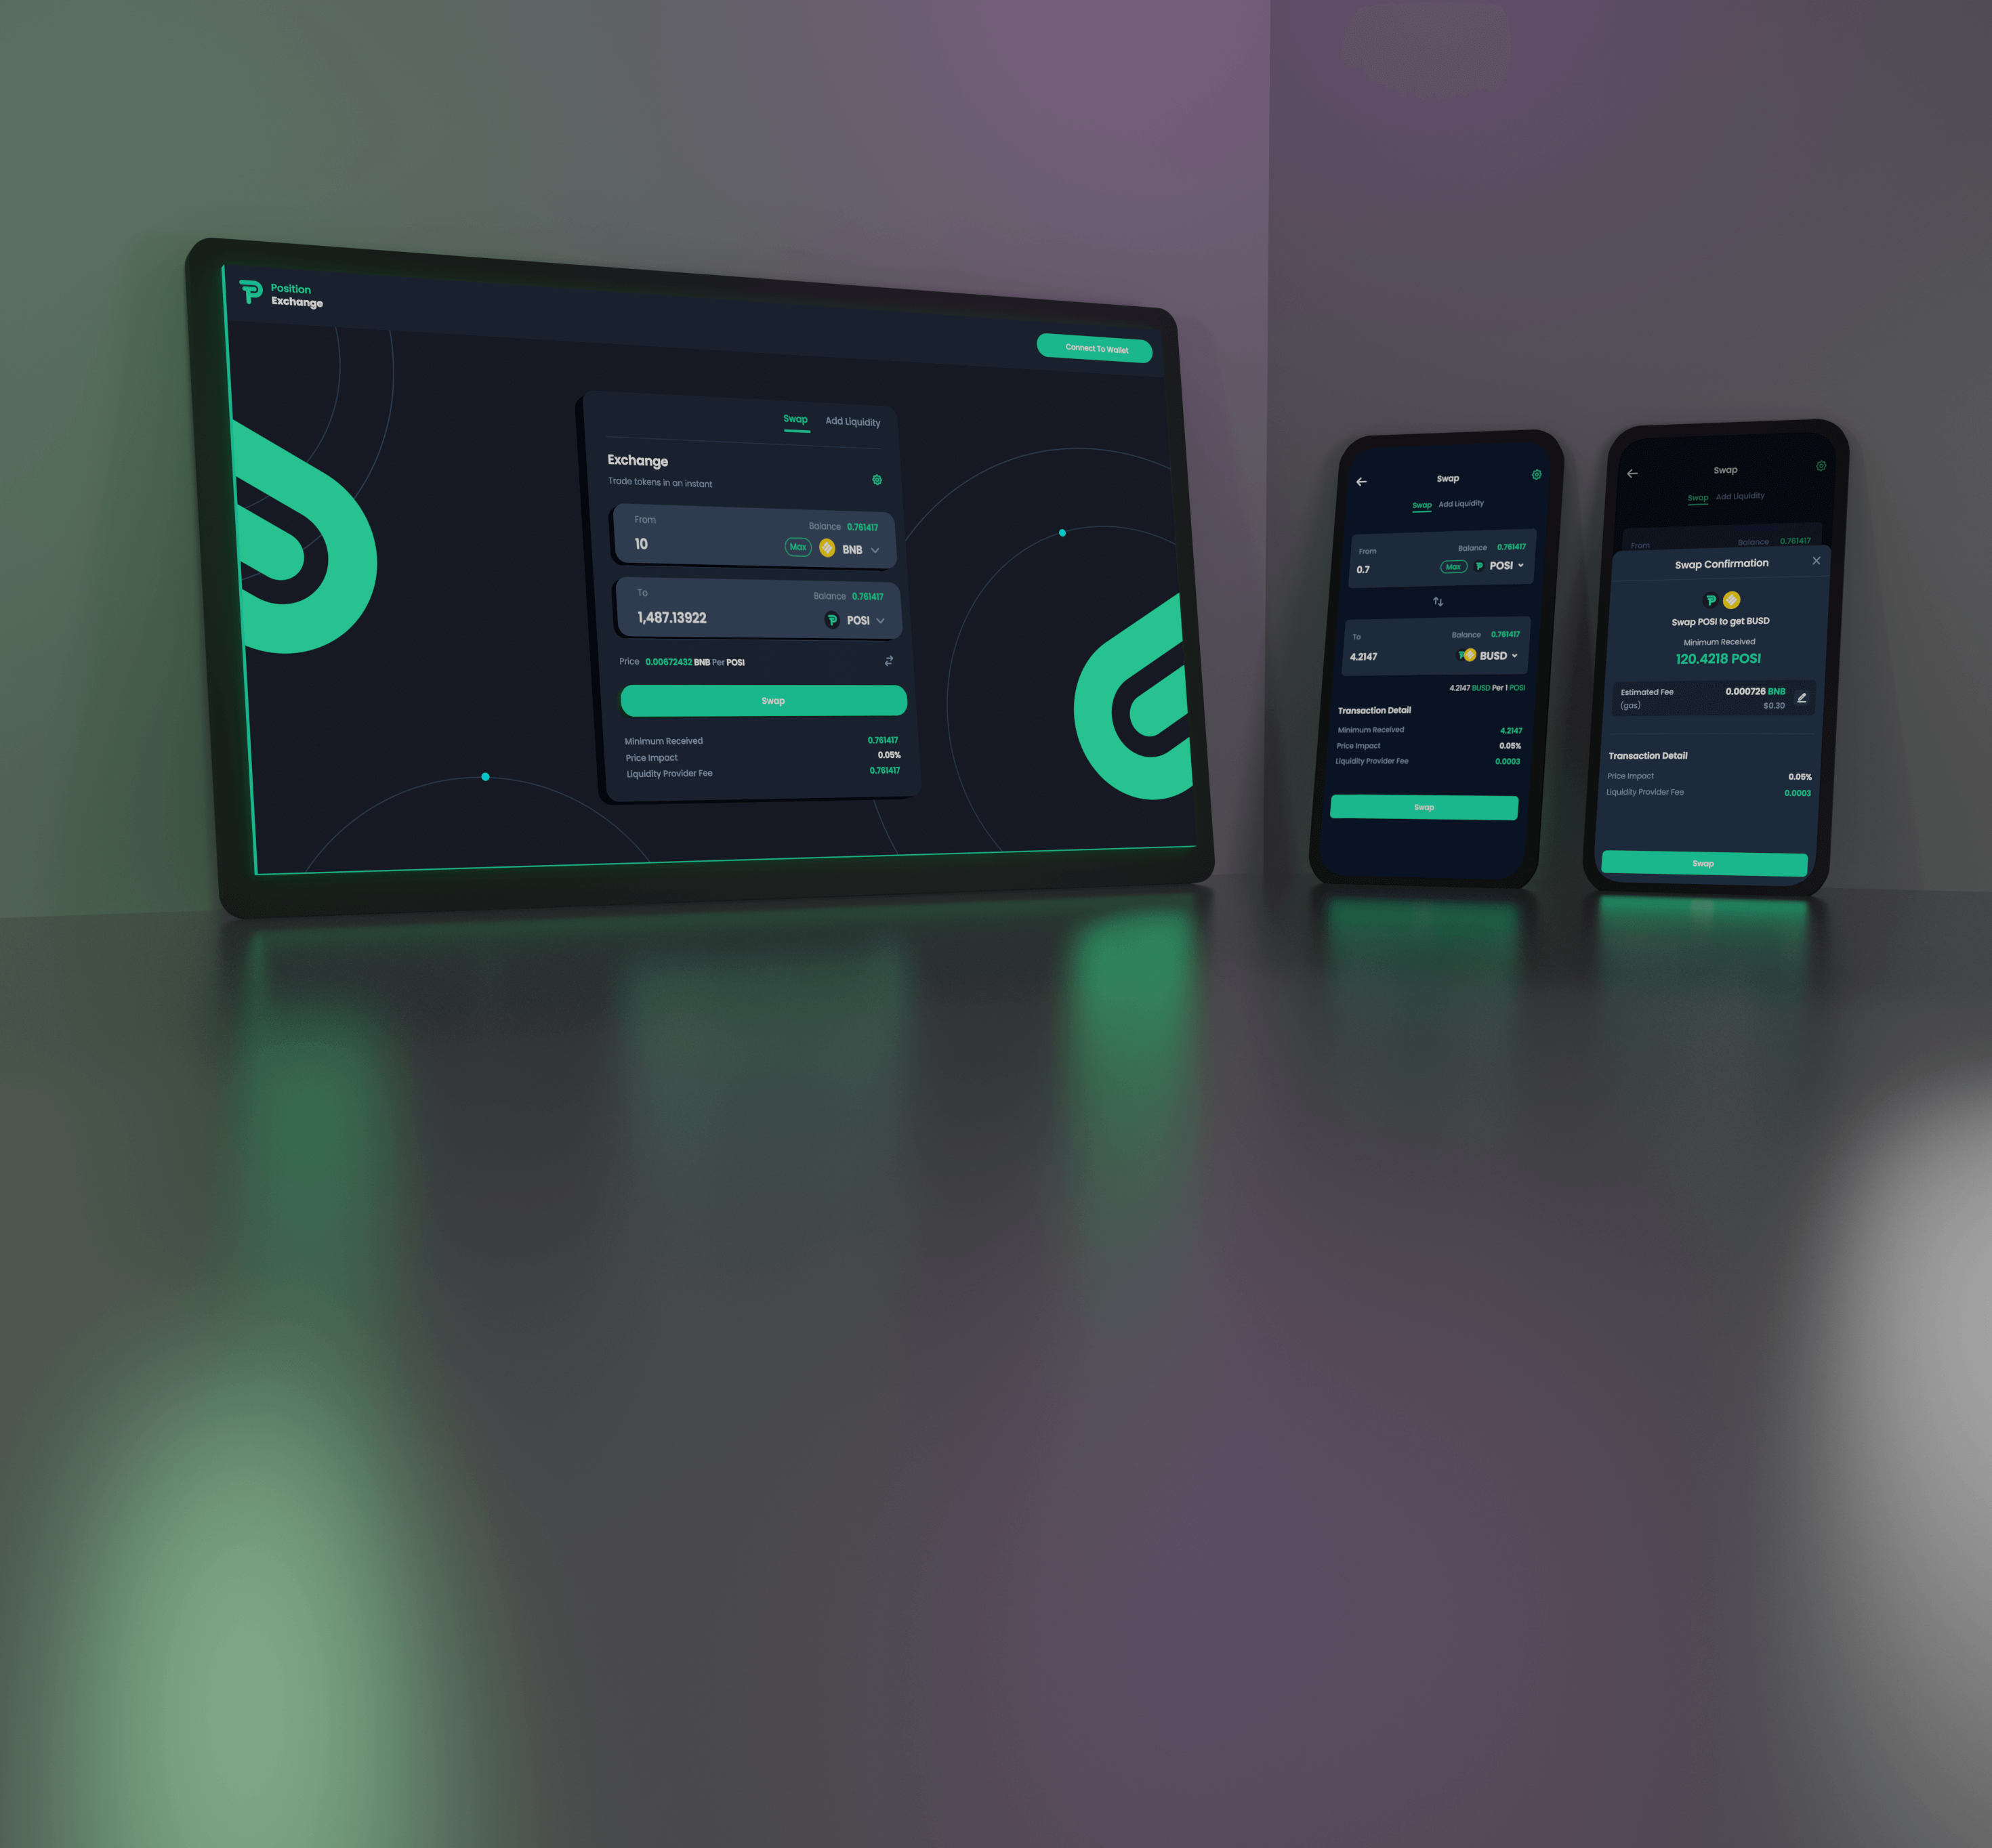 Position
Exchange
Connect To Wallet
Swap Add Liquidity
Exchange
Trade tokens in an instant
From Balance 0.761417
10 Max BNB
To Balance 0.761417
1,487.13922 POSI
Price 0.00672432 BNB Per POSI
Swap
Minimum Received 0.761417
Price Impact 0.05%
Liquidity Provider Fee 0.761417
Swap
Swap Add Liquidity
From Balance 0.761417
0.7 Max POSI
To Balance 0.761417
4.2147 BUSD
4.2147 BUSD Per 1 POSI
Transaction Detail
Minimum Received 4.2147
Price Impact 0.05%
Liquidity Provider Fee 0.0003
Swap
Swap
Swap Add Liquidity
From Balance 0.761417
Swap Confirmation
Swap POSI to get BUSD
Minimum Received
120.4218 POSI
Estimated Fee 0.000726 BNB
(gas) $0.30
Transaction Detail
Price Impact 0.05%
Liquidity Provider Fee 0.0003
Swap